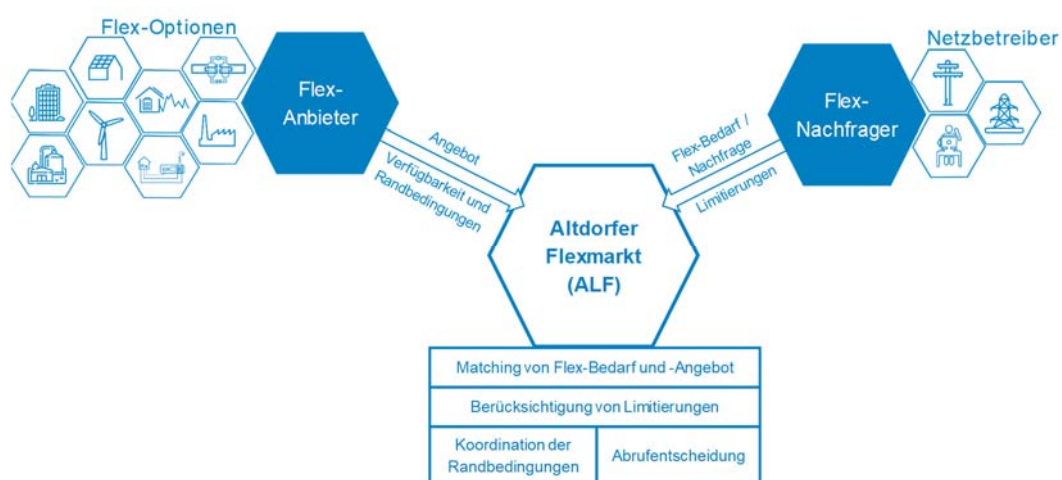 Flex-Optionen
Flex-
Anbieter
Angebot
Verfügbarkeit und
Randbedingungen
Netzbetreiber
Flex-
Nachfrager
Flex-Bedarf /
Nachfrage
Limitierungen
Altdorfer
Flexmarkt
(ALF)
Matching von Flex-Bedarf und -Angebot
Berücksichtigung von Limitierungen
Koordination der
Randbedingungen
Abrufentscheidung